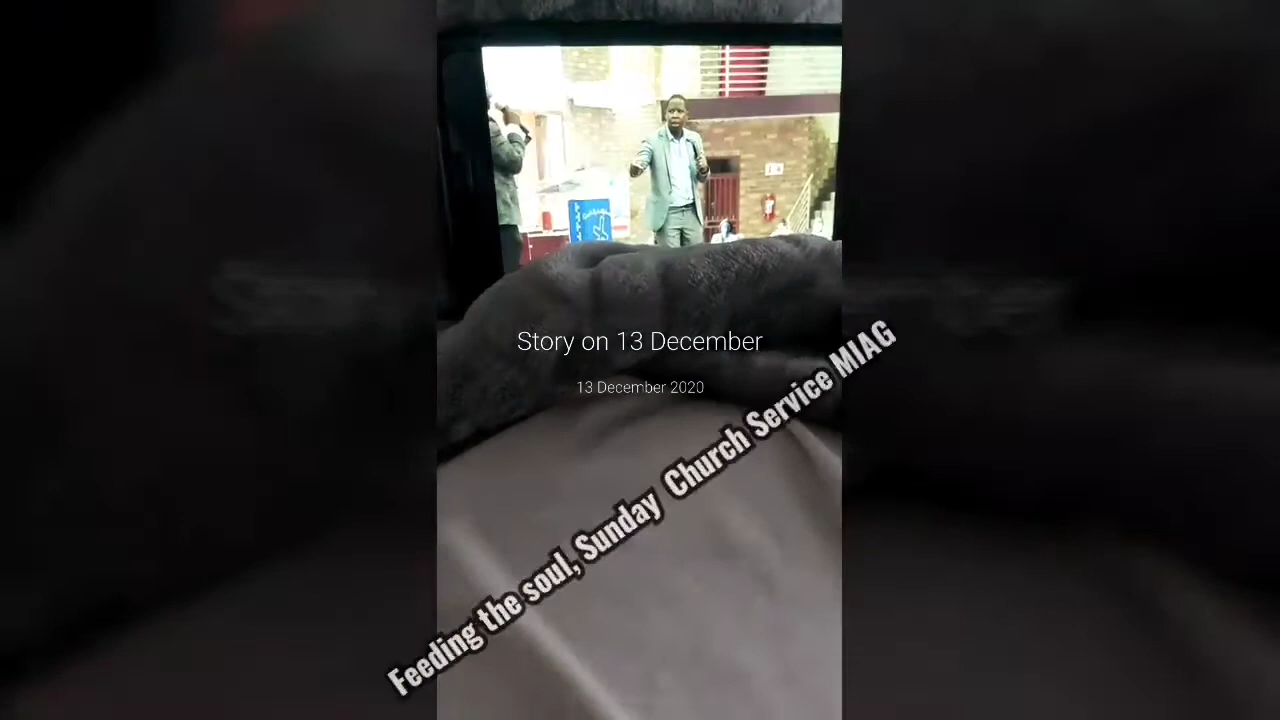 Story on 13 December
13 December 2020
Feeding the soul, Sunday Church Service MIAG